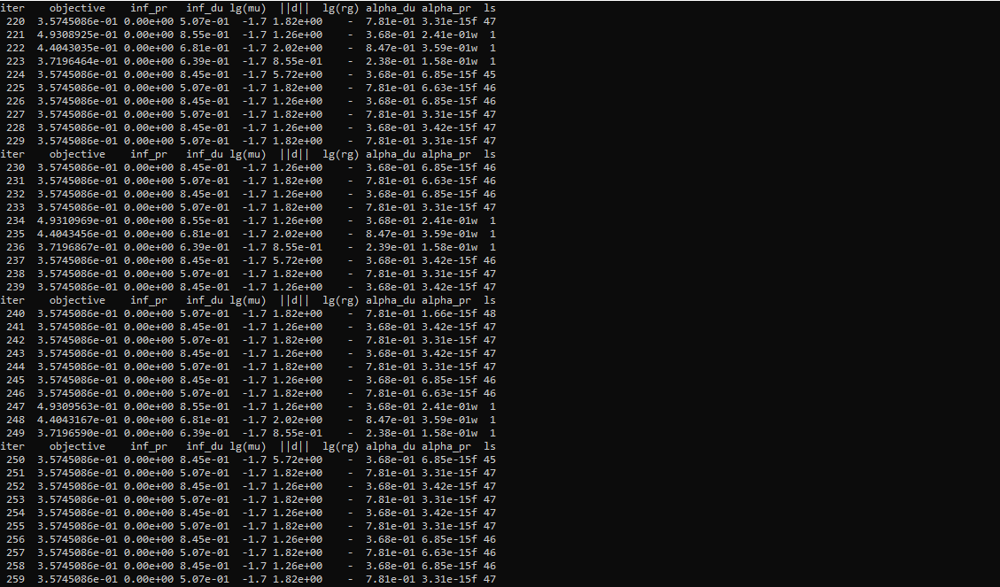 iter    objective    inf_pr   inf_du lg(mu)  ||d||  lg(rg) alpha_du alpha_pr  ls
 220  3.5745086e-01 0.00e+00 5.07e-01  -1.7 1.82e+00    -  7.81e-01 3.31e-15f 47
 221  4.9308925e-01 0.00e+00 8.55e-01  -1.7 1.26e+00    -  3.68e-01 2.41e-01w  1
 222  4.4043035e-01 0.00e+00 6.81e-01  -1.7 2.02e+00    -  8.47e-01 3.59e-01w  1
 223  3.7196464e-01 0.00e+00 6.39e-01  -1.7 8.55e-01    -  2.38e-01 1.58e-01w  1
 224  3.5745086e-01 0.00e+00 8.45e-01  -1.7 5.72e+00    -  3.68e-01 6.85e-15f 45
 225  3.5745086e-01 0.00e+00 5.07e-01  -1.7 1.82e+00    -  7.81e-01 6.63e-15f 46
 226  3.5745086e-01 0.00e+00 8.45e-01  -1.7 1.26e+00    -  3.68e-01 6.85e-15f 46
 227  3.5745086e-01 0.00e+00 5.07e-01  -1.7 1.82e+00    -  7.81e-01 3.31e-15f 47
 228  3.5745086e-01 0.00e+00 8.45e-01  -1.7 1.26e+00    -  3.68e-01 3.42e-15f 47
 229  3.5745086e-01 0.00e+00 5.07e-01  -1.7 1.82e+00    -  7.81e-01 3.31e-15f 47
iter    objective    inf_pr   inf_du lg(mu)  ||d||  lg(rg) alpha_du alpha_pr  ls
 230  3.5745086e-01 0.00e+00 8.45e-01  -1.7 1.26e+00    -  3.68e-01 6.85e-15f 46
 231  3.5745086e-01 0.00e+00 5.07e-01  -1.7 1.82e+00    -  7.81e-01 6.63e-15f 46
 232  3.5745086e-01 0.00e+00 8.45e-01  -1.7 1.26e+00    -  3.68e-01 6.85e-15f 46
 233  3.5745086e-01 0.00e+00 5.07e-01  -1.7 1.82e+00    -  7.81e-01 3.31e-15f 47
 234  4.9310969e-01 0.00e+00 8.55e-01  -1.7 1.26e+00    -  3.68e-01 2.41e-01w  1
 235  4.4043456e-01 0.00e+00 6.81e-01  -1.7 2.02e+00    -  8.47e-01 3.59e-01w  1
 236  3.7196867e-01 0.00e+00 6.39e-01  -1.7 8.55e-01    -  2.39e-01 1.58e-01w  1
 237  3.5745086e-01 0.00e+00 8.45e-01  -1.7 5.72e+00    -  3.68e-01 3.42e-15f 46
 238  3.5745086e-01 0.00e+00 5.07e-01  -1.7 1.82e+00    -  7.81e-01 3.31e-15f 47
 239  3.5745086e-01 0.00e+00 8.45e-01  -1.7 1.26e+00    -  3.68e-01 3.42e-15f 47
iter    objective    inf_pr   inf_du lg(mu)  ||d||  lg(rg) alpha_du alpha_pr  ls
 240  3.5745086e-01 0.00e+00 5.07e-01  -1.7 1.82e+00    -  7.81e-01 1.66e-15f 48
 241  3.5745086e-01 0.00e+00 8.45e-01  -1.7 1.26e+00    -  3.68e-01 3.42e-15f 47
 242  3.5745086e-01 0.00e+00 5.07e-01  -1.7 1.82e+00    -  7.81e-01 3.31e-15f 47
 243  3.5745086e-01 0.00e+00 8.45e-01  -1.7 1.26e+00    -  3.68e-01 3.42e-15f 47
 244  3.5745086e-01 0.00e+00 5.07e-01  -1.7 1.82e+00    -  7.81e-01 3.31e-15f 47
 245  3.5745086e-01 0.00e+00 8.45e-01  -1.7 1.26e+00    -  3.68e-01 6.85e-15f 46
 246  3.5745086e-01 0.00e+00 5.07e-01  -1.7 1.82e+00    -  7.81e-01 6.63e-15f 46
 247  4.9309563e-01 0.00e+00 8.55e-01  -1.7 1.26e+00    -  3.68e-01 2.41e-01w  1
 248  4.4043167e-01 0.00e+00 6.81e-01  -1.7 2.02e+00    -  8.47e-01 3.59e-01w  1
 249  3.7196590e-01 0.00e+00 6.39e-01  -1.7 8.55e-01    -  2.38e-01 1.58e-01w  1
iter    objective    inf_pr   inf_du lg(mu)  ||d||  lg(rg) alpha_du alpha_pr  ls
 250  3.5745086e-01 0.00e+00 8.45e-01  -1.7 5.72e+00    -  3.68e-01 6.85e-15f 45
 251  3.5745086e-01 0.00e+00 5.07e-01  -1.7 1.82e+00    -  7.81e-01 3.31e-15f 47
 252  3.5745086e-01 0.00e+00 8.45e-01  -1.7 1.26e+00    -  3.68e-01 3.42e-15f 47
 253  3.5745086e-01 0.00e+00 5.07e-01  -1.7 1.82e+00    -  7.81e-01 3.31e-15f 47
 254  3.5745086e-01 0.00e+00 8.45e-01  -1.7 1.26e+00    -  3.68e-01 3.42e-15f 47
 255  3.5745086e-01 0.00e+00 5.07e-01  -1.7 1.82e+00    -  7.81e-01 3.31e-15f 47
 256  3.5745086e-01 0.00e+00 8.45e-01  -1.7 1.26e+00    -  3.68e-01 6.85e-15f 46
 257  3.5745086e-01 0.00e+00 5.07e-01  -1.7 1.82e+00    -  7.81e-01 6.63e-15f 46
 258  3.5745086e-01 0.00e+00 8.45e-01  -1.7 1.26e+00    -  3.68e-01 6.85e-15f 46
 259  3.5745086e-01 0.00e+00 5.07e-01  -1.7 1.82e+00    -  7.81e-01 3.31e-15f 47